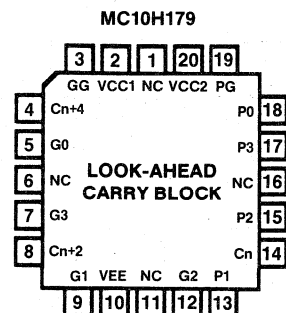 MC10H179
3 2 1 20 19
GG VCC1 NC VCC2 PG
4 Cn+4 P0 18
5 G0 P3 17
LOOK-AHEAD
6 NC NC 16
CARRY BLOCK
7 G3 P2 15
8 Cn+2 Cn 14
G1 VEE NC G2 P1
9 10 11 12 13